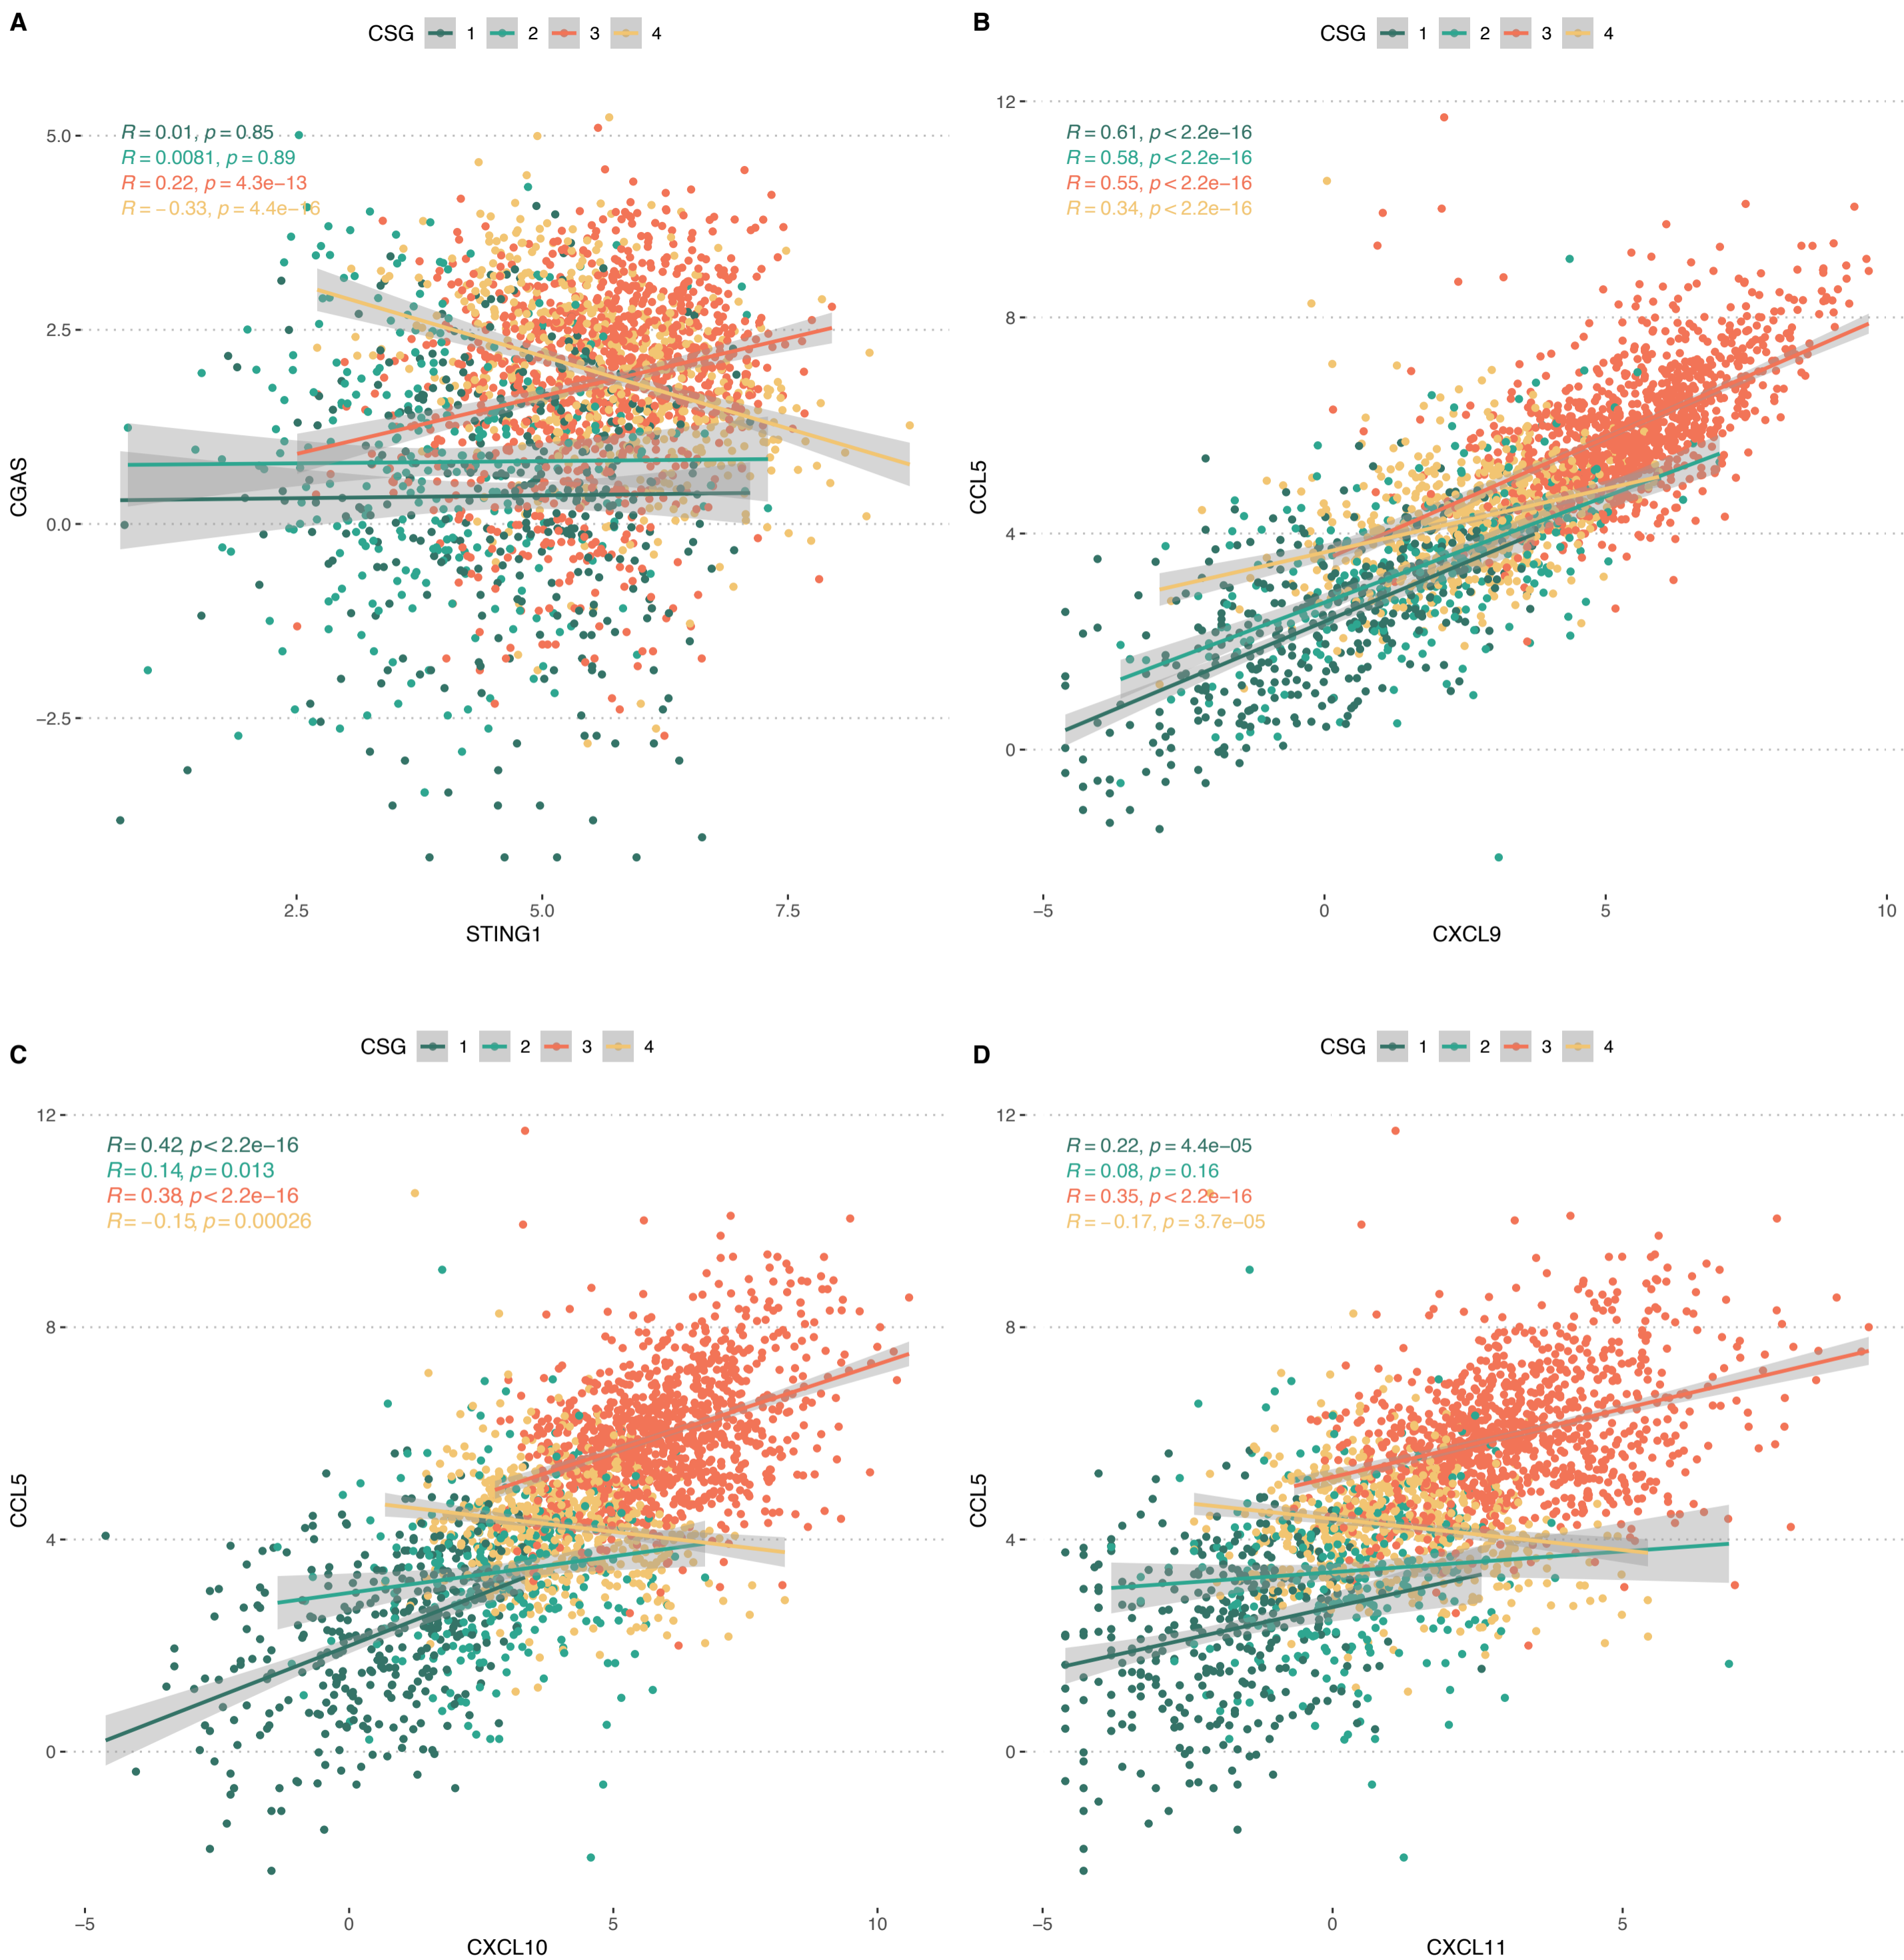 A
CSG 1 2 3 4
R = 0.01, p = 0.85
R = 0.0081, p = 0.89
R = 0.22, p = 4.3e−13
R = −0.33, p = 4.4e−16
5.0
2.5
0.0
−2.5
CGAS
2.5 5.0 7.5
STING1
B
CSG 1 2 3 4
R = 0.61, p < 2.2e−16
R = 0.58, p < 2.2e−16
R = 0.55, p < 2.2e−16
R = 0.34, p < 2.2e−16
12
8
4
0
CCL5
−5 0 5 10
CXCL9
C
CSG 1 2 3 4
R = 0.42, p < 2.2e−16
R = 0.14, p = 0.013
R = 0.38, p < 2.2e−16
R = −0.15, p = 0.00026
12
8
4
0
CCL5
−5 0 5 10
CXCL10
D
CSG 1 2 3 4
R = 0.22, p = 4.4e−05
R = 0.08, p = 0.16
R = 0.35, p < 2.2e−16
R = −0.17, p = 3.7e−05
12
8
4
0
CCL5
−5 0 5
CXCL11